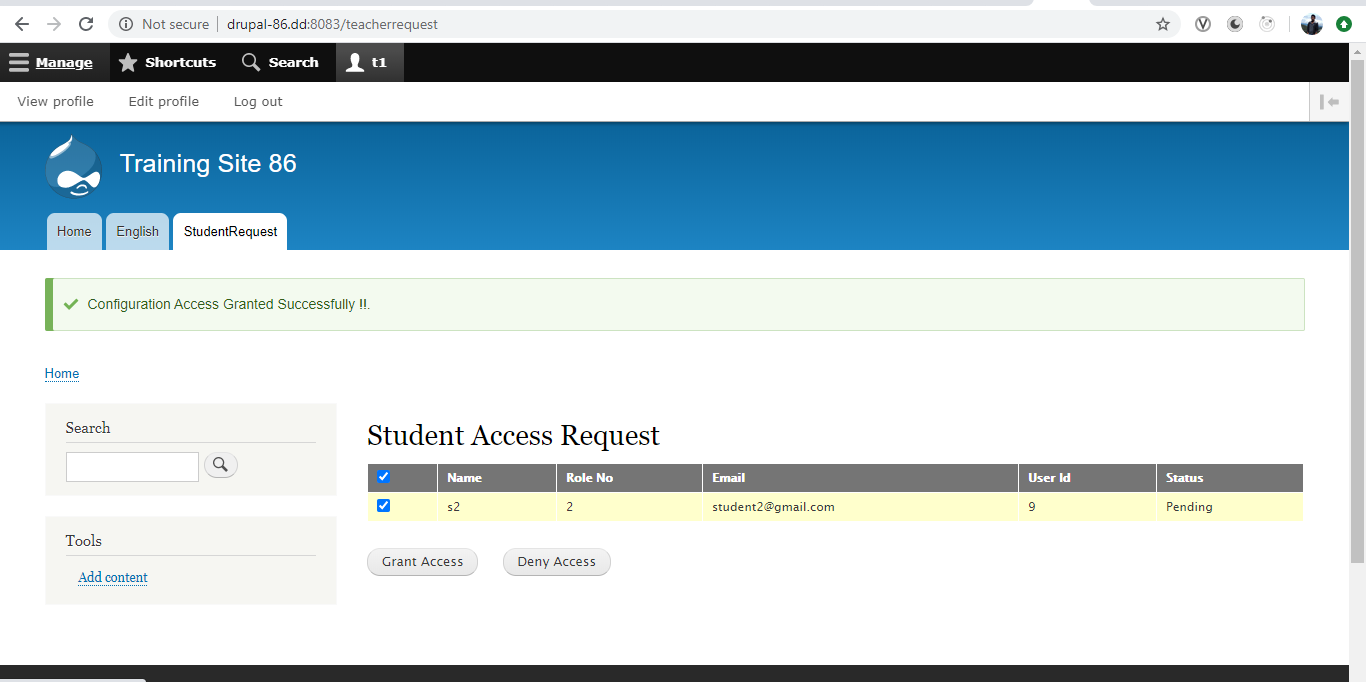 Not secure
drupal-86.dd:8083/teacherrequest
Manage
Shortcuts
Search
t1
View profile
Edit profile
Log out
Training Site 86
Home
English
StudentRequest
Configuration Access Granted Successfully !!.
Home
Search
Tools
Add content
Student Access Request
Name Role No Email User Id Status
s2 2 student2@gmail.com 9 Pending
Grant Access
Deny Access